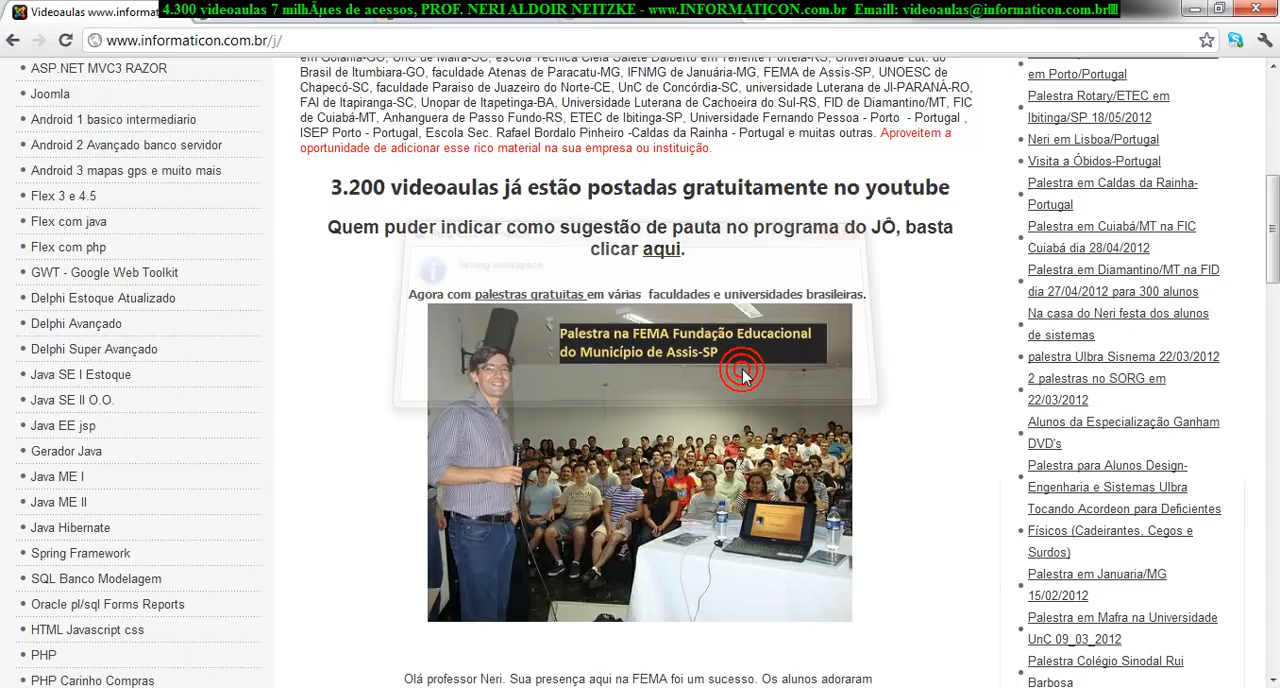 Videoaulas www.informatico
4.300 videoaulas 7 milhÃµes de acessos, PROF. NERI ALDOIR NEITZKE - www.INFORMATICON.com.br Email: videoaulas@informaticon.com.br
www.informaticon.com.br/j/
ASP.NET MVC3 RAZOR
Joomla
Android 1 basico intermediario
Android 2 Avançado banco servidor
Android 3 mapas gps e muito mais
Flex 3 e 4.5
Flex com java
Flex com php
GWT - Google Web Toolkit
Delphi Estoque Atualizado
Delphi Avançado
Delphi Super Avançado
Java SE I Estoque
Java SE II O.O.
Java EE jsp
Gerador Java
Java ME I
Java ME II
Java Hibernate
Spring Framework
SQL Banco Modelagem
Oracle pl/sql Forms Reports
HTML Javascript css
PHP
PHP Carinho Compras
em Goiânia-GO, UnC de Mafra-SC, escola Técnica Cleia Salete Dalberto em Tenente Portela-RS, Universidade Lut. do
Brasil de Itumbiara-GO, faculdade Atenas de Paracatu-MG, IFNMG de Januária-MG, FEMA de Assis-SP, UNOESC de
Chapecó-SC, faculdade Paraiso de Juazeiro do Norte-CE, UnC de Concórdia-SC, universidade Luterana de JI-PARANÁ-RO,
FAI de Itapiranga-SC, Unopar de Itapetinga-BA, Universidade Luterana de Cachoeira do Sul-RS, FID de Diamantino/MT, FIC
de Cuiabá-MT, Anhanguera de Passo Fundo-RS, ETEC de Ibitinga-SP, Universidade Fernando Pessoa - Porto - Portugal ,
ISEP Porto - Portugal, Escola Sec. Rafael Bordalo Pinheiro -Caldas da Rainha - Portugal e muitas outras. Aproveitem a
oportunidade de adicionar esse rico material na sua empresa ou instituição.
3.200 videoaulas já estão postadas gratuitamente no youtube
Quem puder indicar como sugestão de pauta no programa do JÔ, basta
clicar aqui.
Storing workspace
Agora com palestras gratuitas em várias faculdades e universidades brasileiras.
Palestra na FEMA Fundação Educacional
do Município de Assis-SP
Olá professor Neri. Sua presença aqui na FEMA foi um sucesso. Os alunos adoraram
em Porto/Portugal
Palestra Rotary/ETEC em
Ibitinga/SP 18/05/2012
Neri em Lisboa/Portugal
Visita a Óbidos-Portugal
Palestra em Caldas da Rainha-
Portugal
Palestra em Cuiabá/MT na FIC
Cuiabá dia 28/04/2012
Palestra em Diamantino/MT na FID
dia 27/04/2012 para 300 alunos
Na casa do Neri festa dos alunos
de sistemas
palestra Ulbra Sisnema 22/03/2012
2 palestras no SORG em
22/03/2012
Alunos da Especialização Ganham
DVD's
Palestra para Alunos Design-
Engenharia e Sistemas Ulbra
Tocando Acordeon para Deficientes
Físicos (Cadeirantes, Cegos e
Surdos)
Palestra em Januaria/MG
15/02/2012
Palestra em Mafra na Universidade
UnC 09_03_2012
Palestra Colégio Sinodal Rui
Barbosa